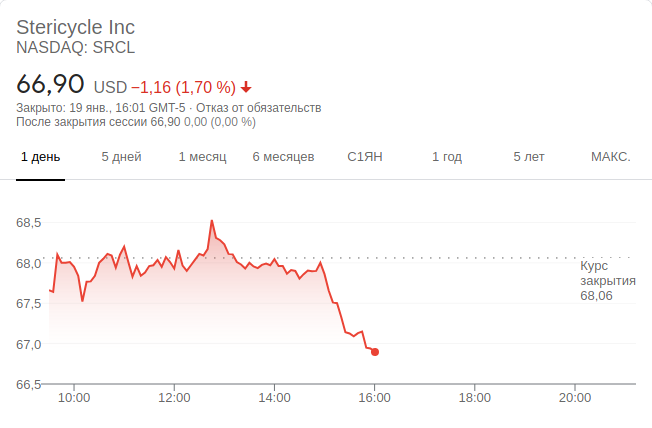 Stericycle Inc
NASDAQ: SRCL
66,90 USD −1,16 (1,70 %)
Закрыто: 19 янв., 16:01 GMT-5 · Отказ от обязательств
После закрытия сессии 66,90 0,00 (0,00 %)
1 день 5 дней 1 месяц 6 месяцев С1ЯН 1 год 5 лет МАКС.
68,5
68,0
67,5
67,0
66,5
Курс
закрытия
68,06
10:00 12:00 14:00 16:00 18:00 20:00